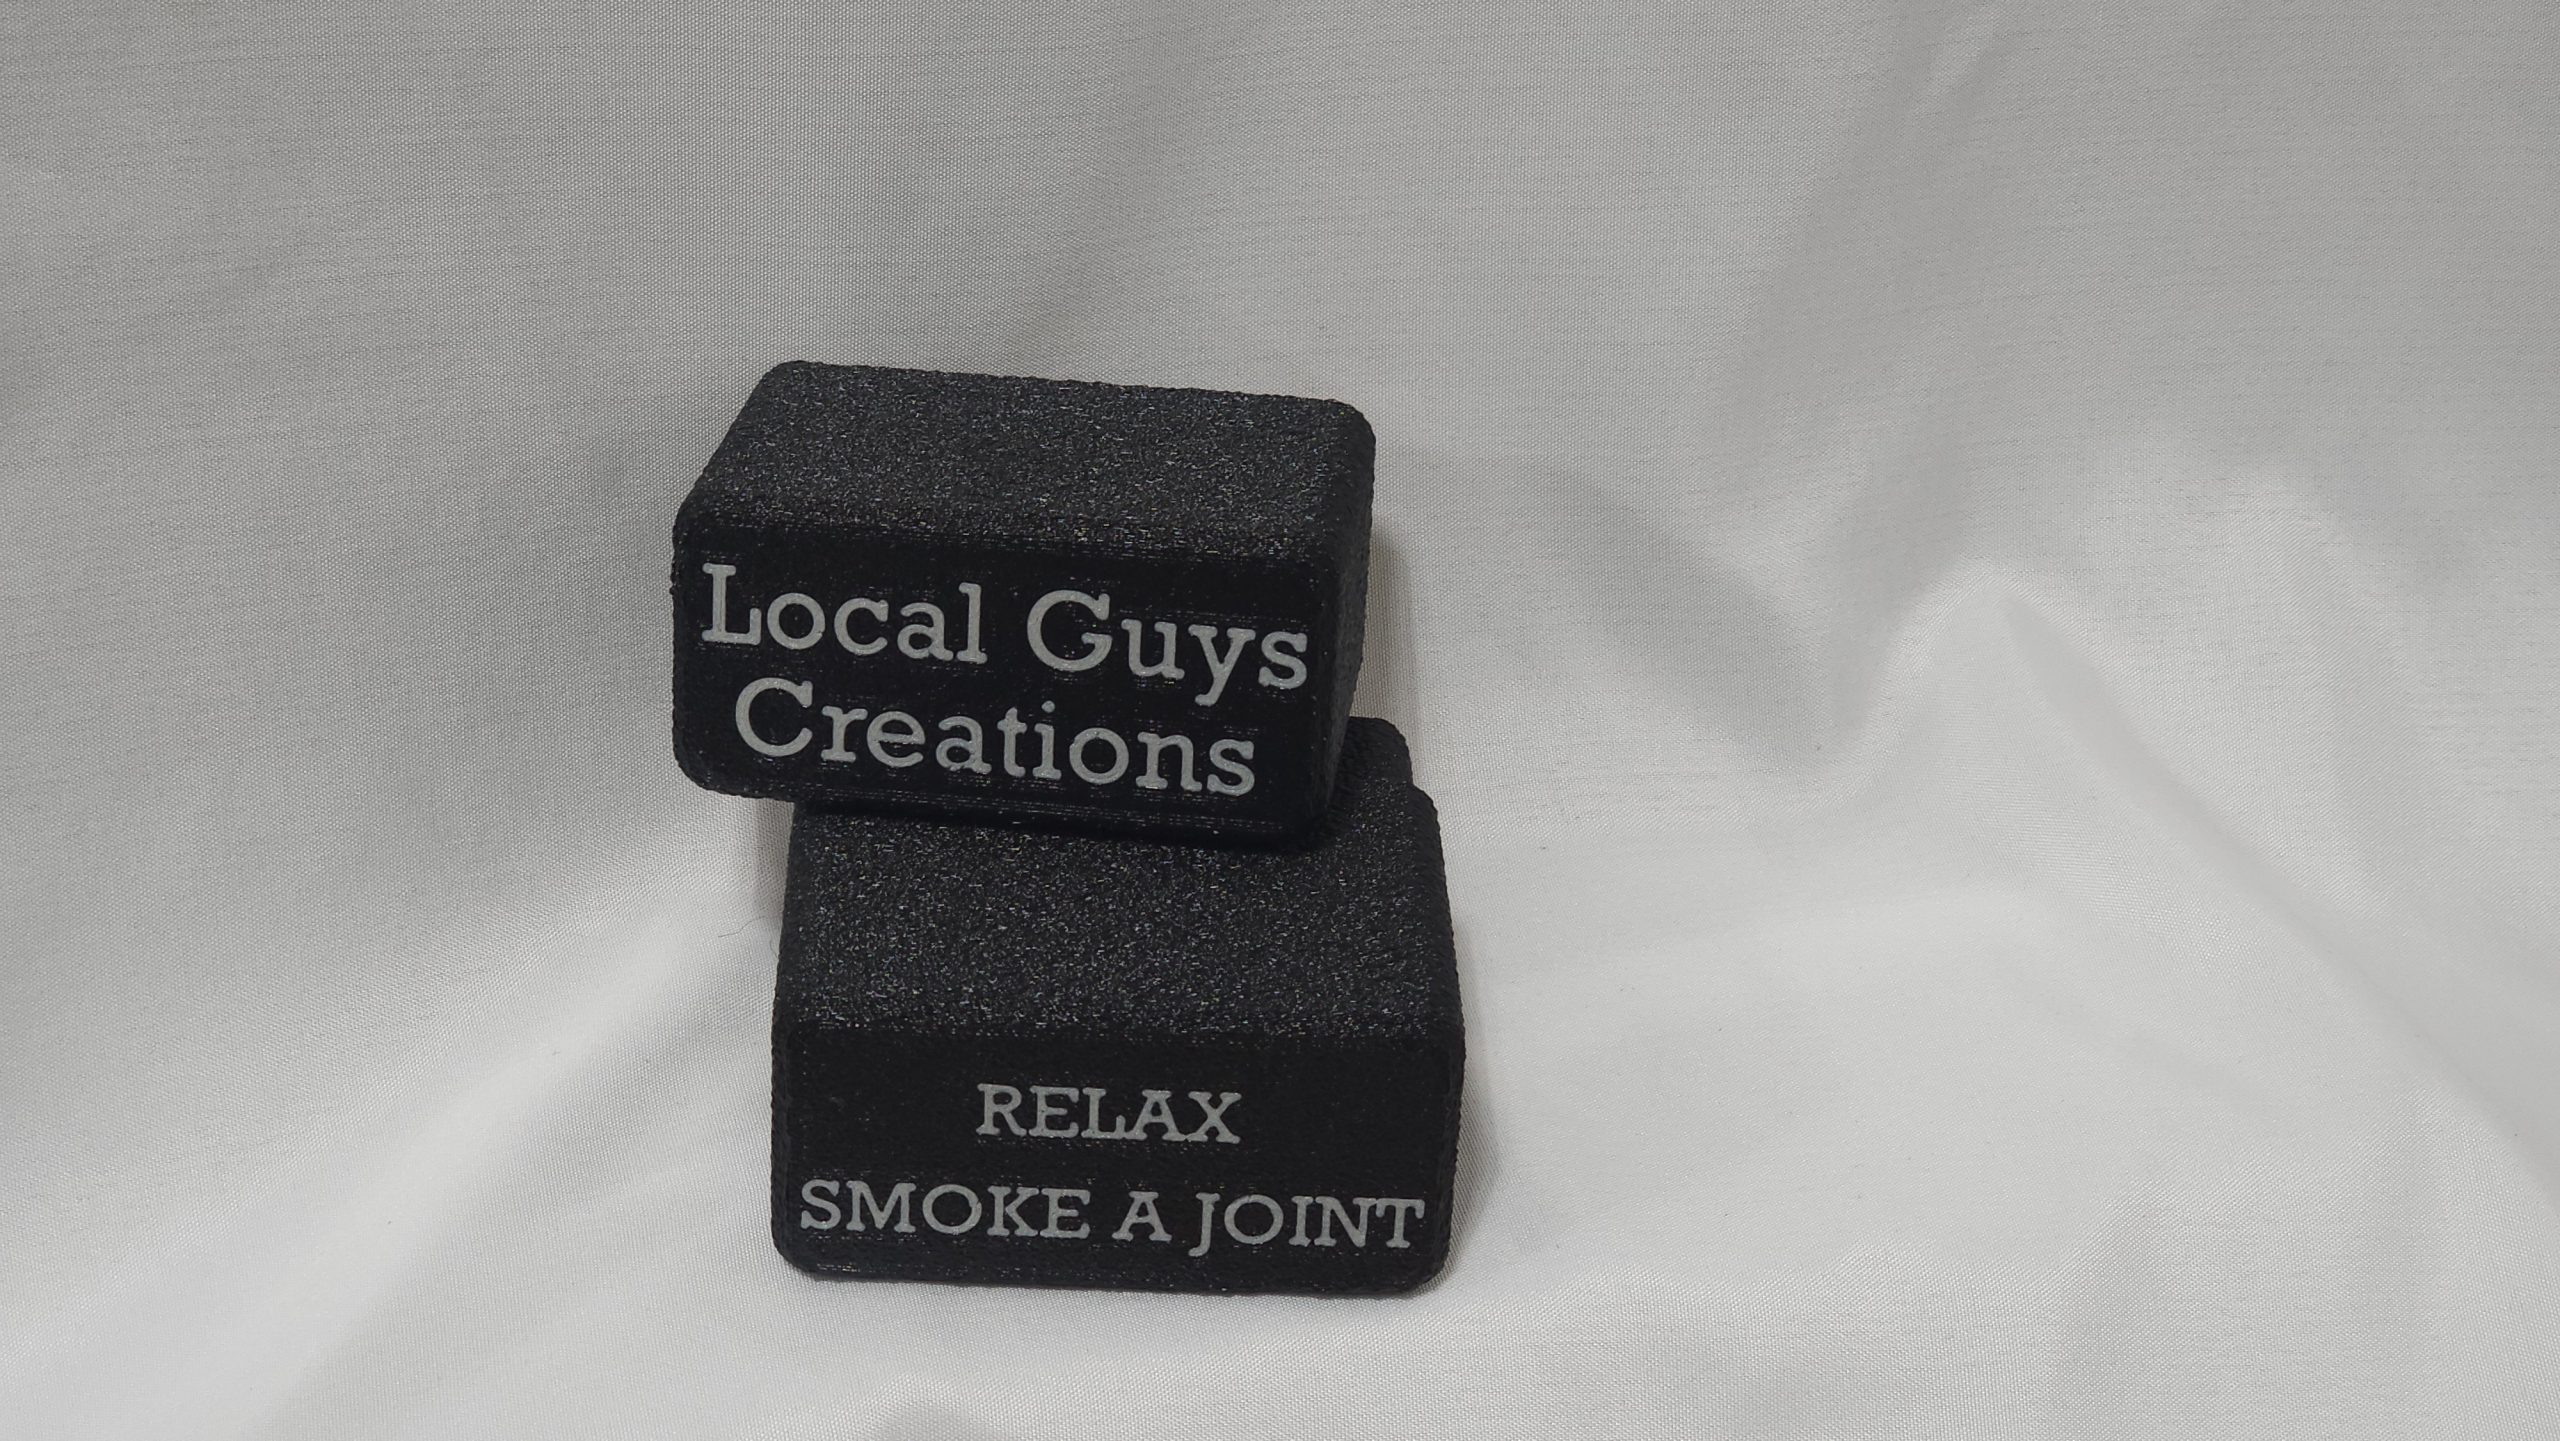 Local Guys
Creations
RELAX
SMOKE A JOINT